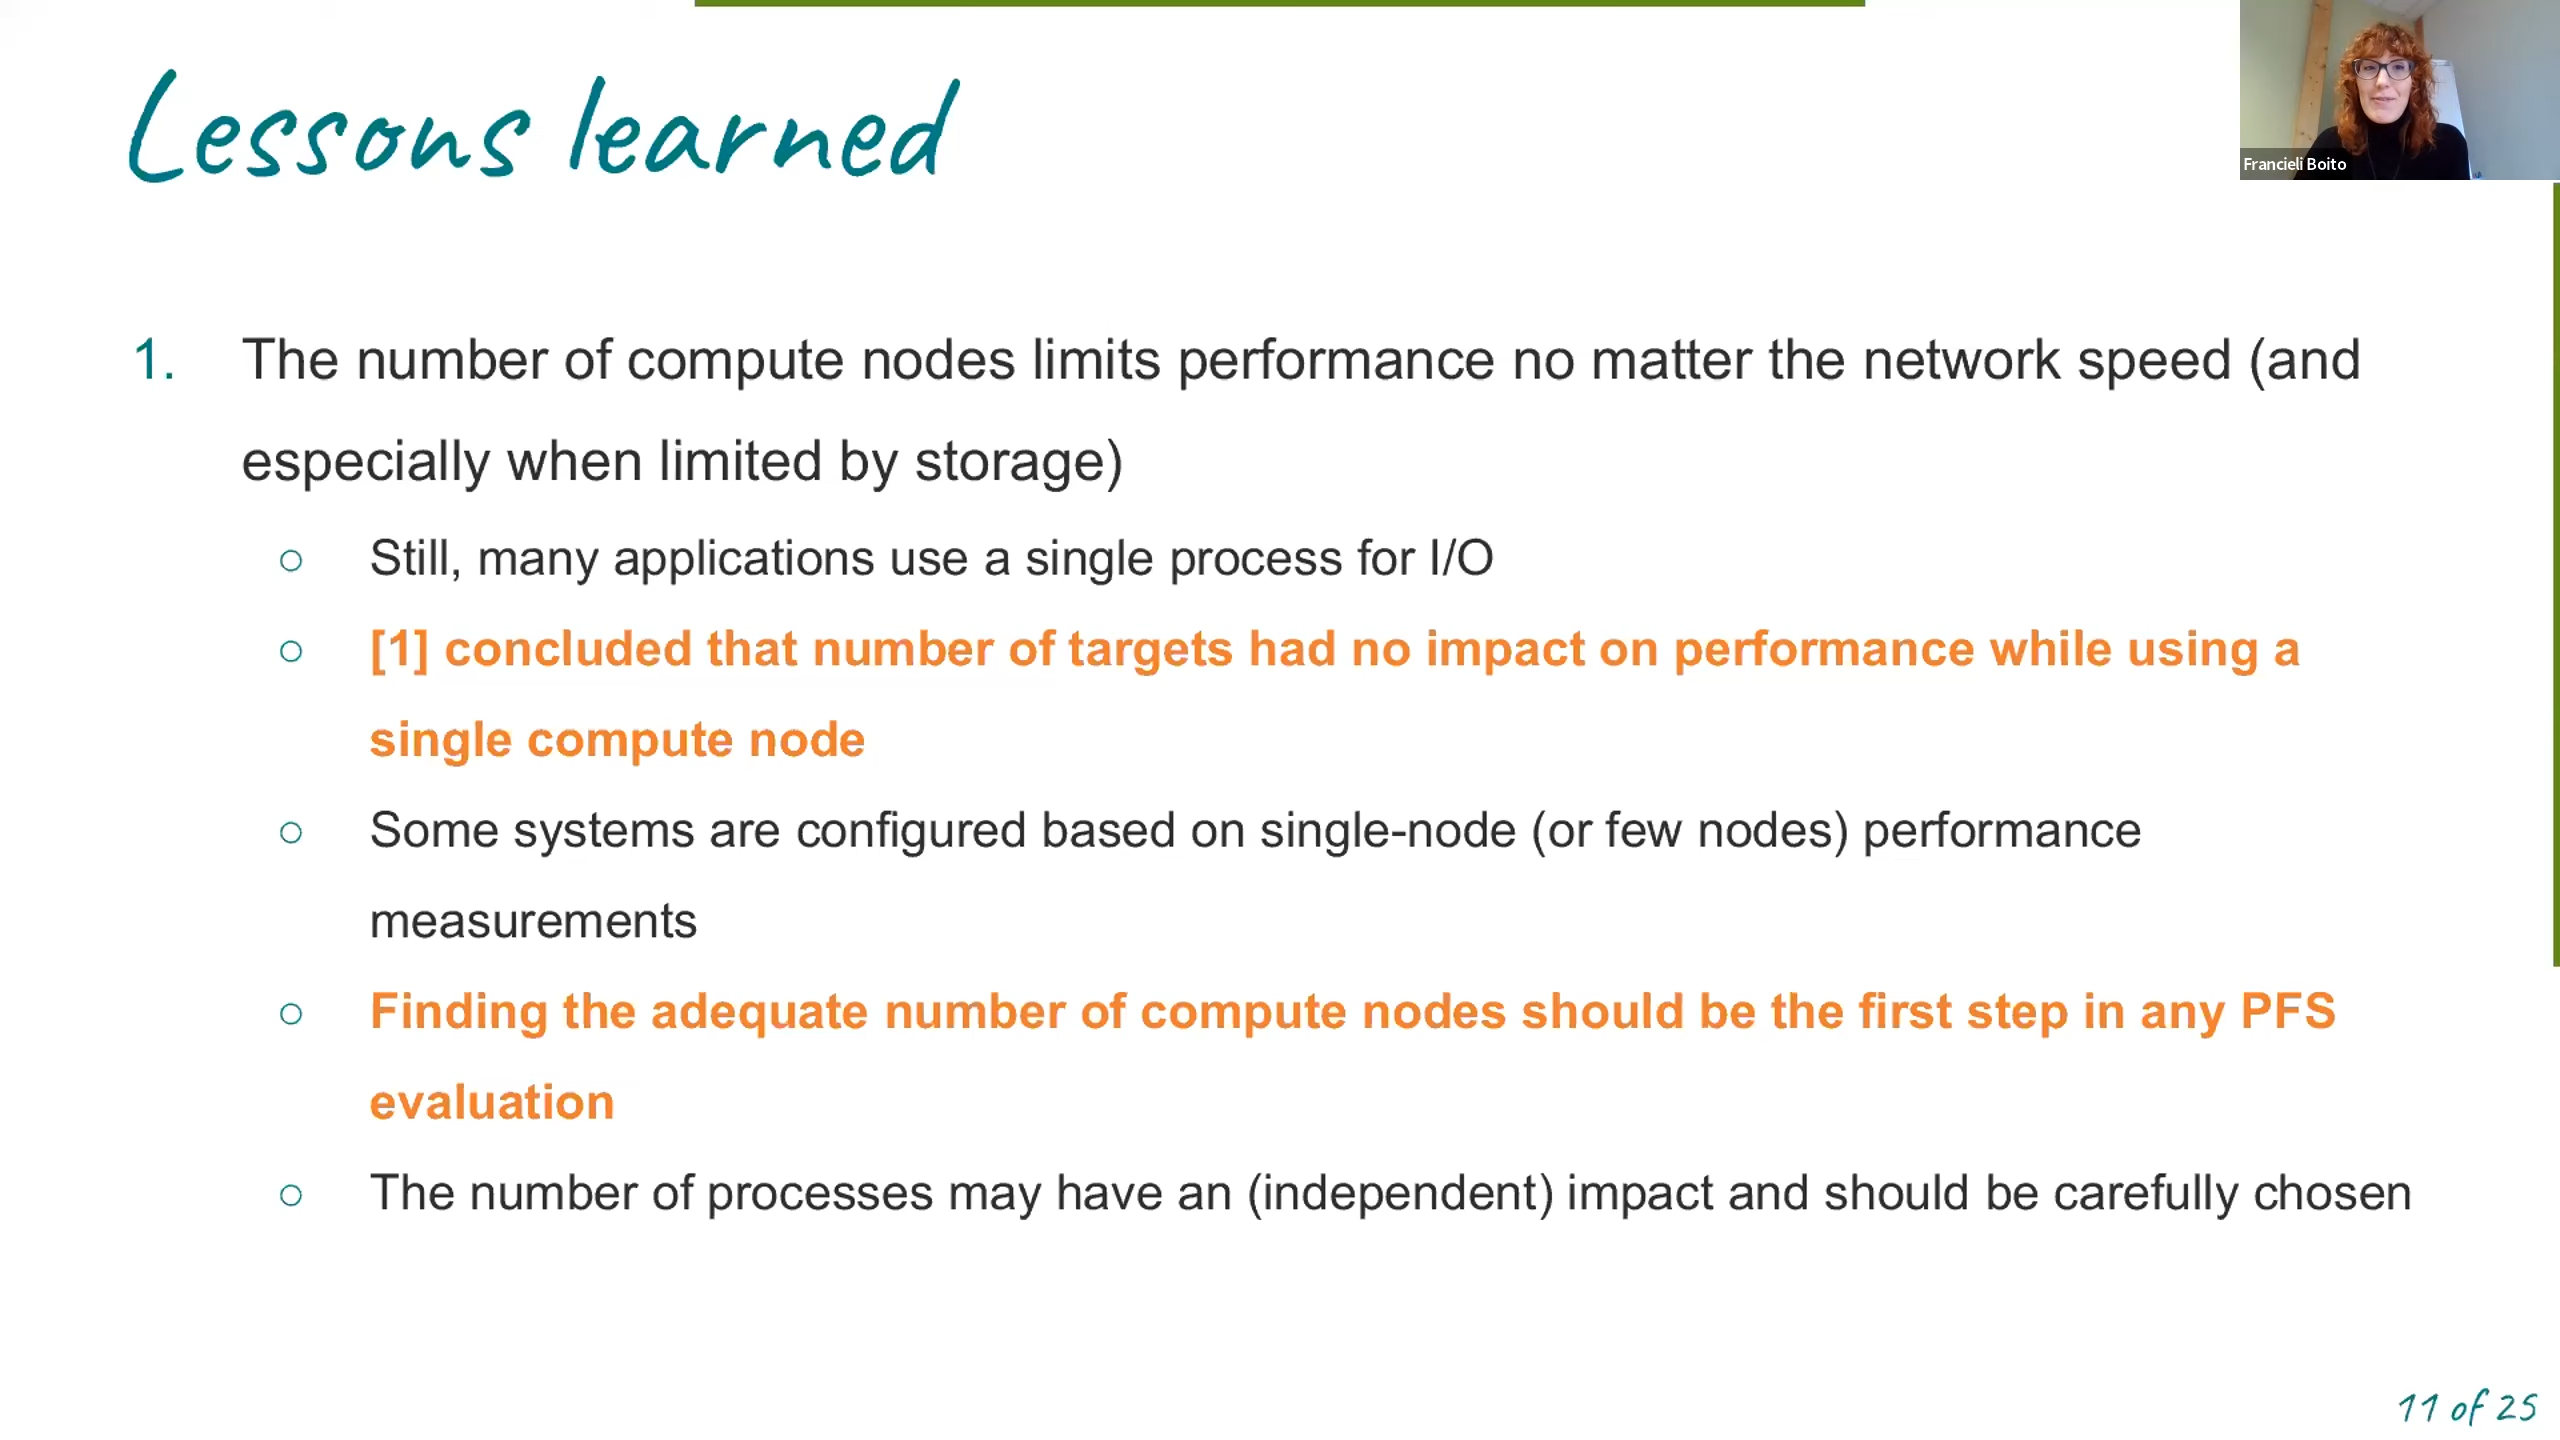 Lessons learned
Francieli Boito
1. The number of compute nodes limits performance no matter the network speed (and
especially when limited by storage)
○ Still, many applications use a single process for I/O
○ [1] concluded that number of targets had no impact on performance while using a
single compute node
○ Some systems are configured based on single-node (or few nodes) performance
measurements
○ Finding the adequate number of compute nodes should be the first step in any PFS
evaluation
○ The number of processes may have an (independent) impact and should be carefully chosen
11 of 25